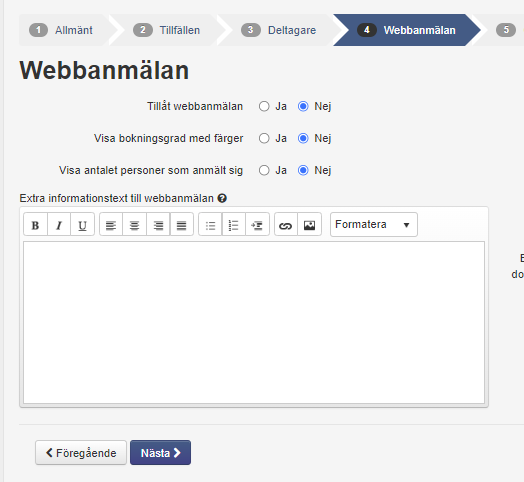 1 Allmänt 2 Tillfällen 3 Deltagare 4 Webbanmälan 5
Webbanmälan
Tillåt webbanmälan Ja Nej
Visa bokningsgrad med färger Ja Nej
Visa antalet personer som anmält sig Ja Nej
Extra informationstext till webbanmälan ?
B I U Formatera
do
Föregående Nästa